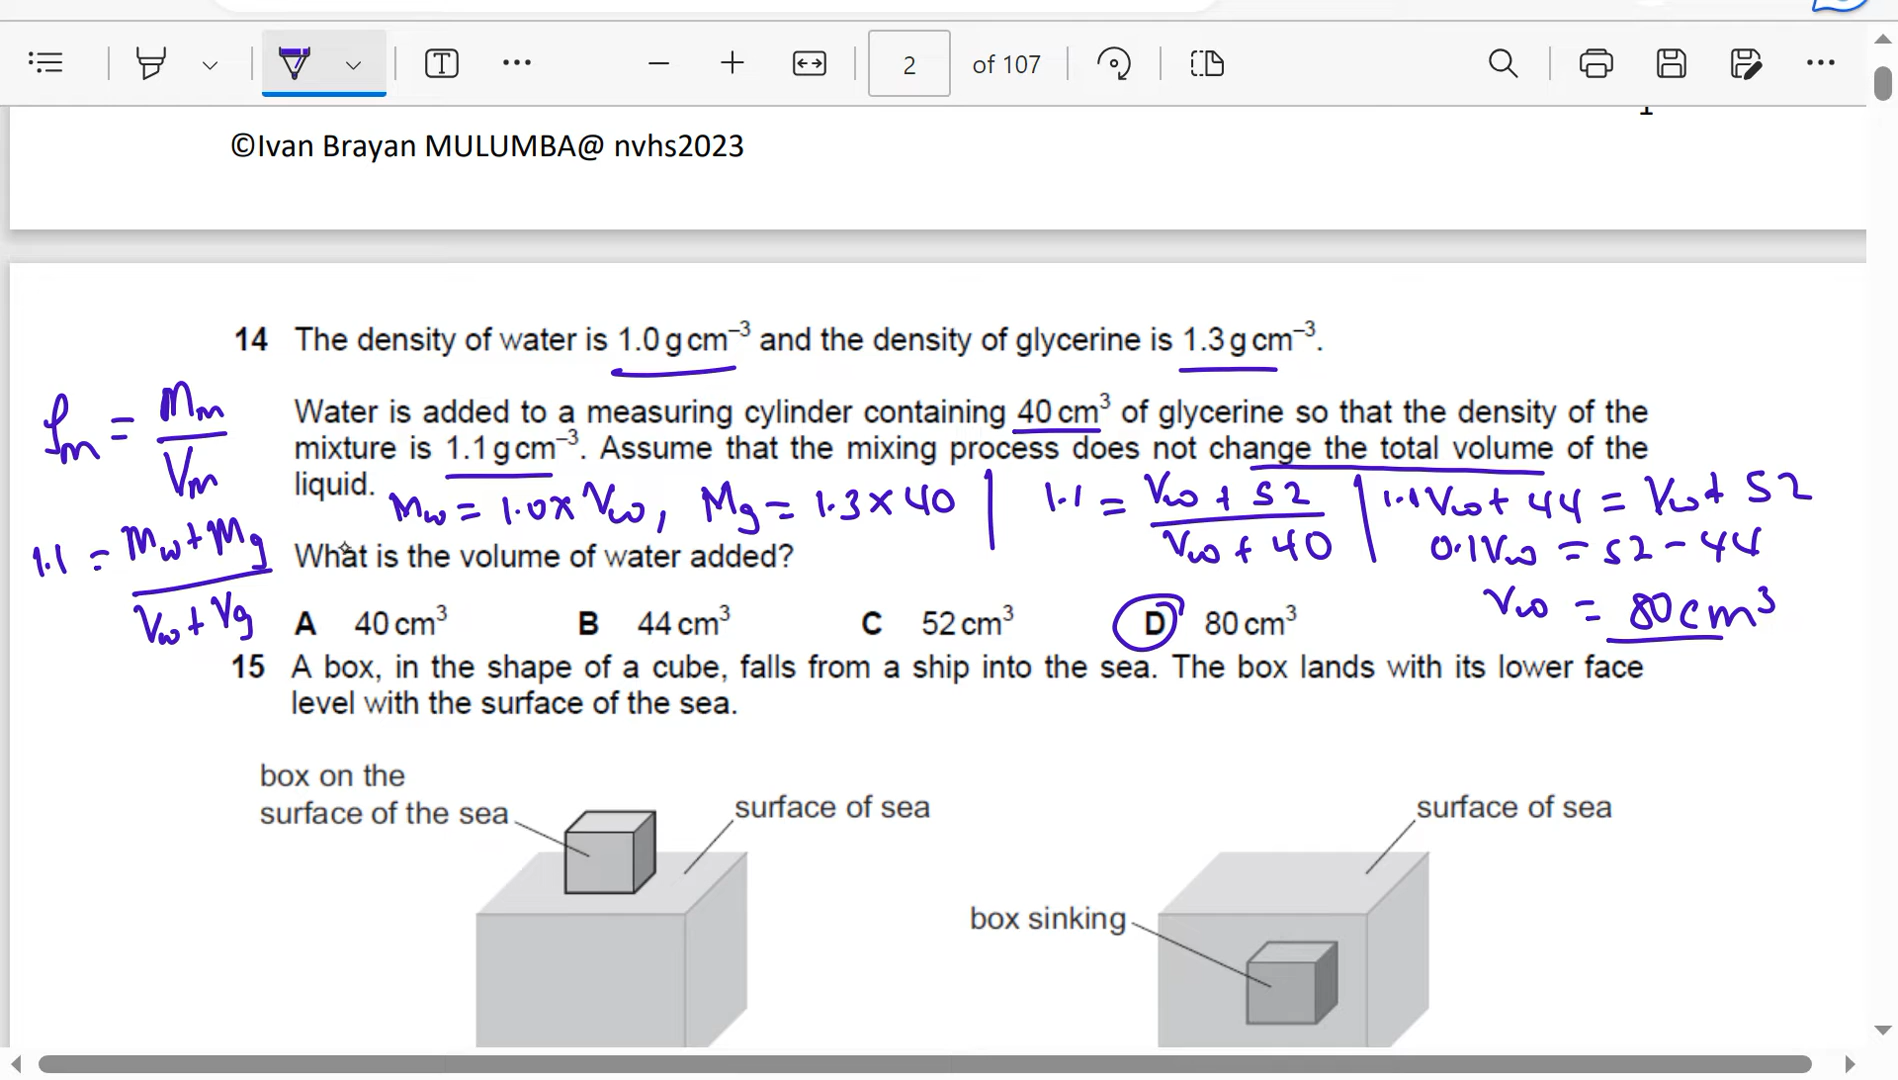 2 of 107
1
©Ivan Brayan MULUMBA@ nvhs2023
14 The density of water is 1.0 g cm⁻³ and the density of glycerine is 1.3 g cm⁻³.
Water is added to a measuring cylinder containing 40 cm³ of glycerine so that the density of the
mixture is 1.1 g cm⁻³. Assume that the mixing process does not change the total volume of the
liquid.
ρm = Mm / Vm
1.1 = Mw + Mg / Vw + Vg
Mw = 1.0 x Vw, Mg = 1.3 x 40
1.1 = Vw + 52 / Vw + 40
1.1Vw + 44 = Vw + 52
0.1Vw = 52 - 44
Vw = 80cm³
What is the volume of water added?
A 40 cm³ B 44 cm³ C 52 cm³ D 80 cm³
15 A box, in the shape of a cube, falls from a ship into the sea. The box lands with its lower face
level with the surface of the sea.
box on the
surface of the sea
surface of sea
surface of sea
box sinking